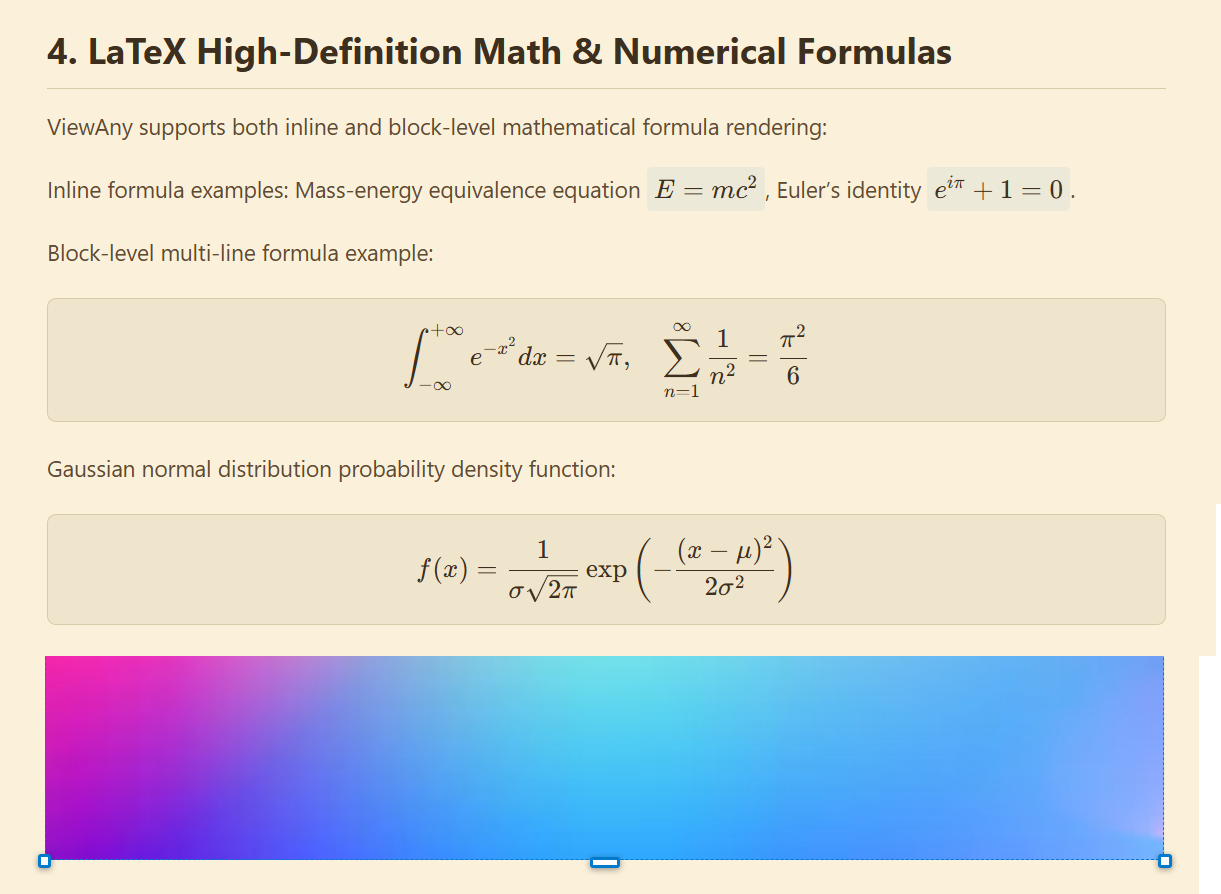 4. LaTeX High-Definition Math & Numerical Formulas
ViewAny supports both inline and block-level mathematical formula rendering:
Inline formula examples: Mass-energy equivalence equation E = mc², Euler’s identity e^{iπ} + 1 = 0.
Block-level multi-line formula example:
∫_{−∞}^{+∞} e^{−x²} dx = √π, ∑_{n=1}^{∞} 1/n² = π²/6
Gaussian normal distribution probability density function:
f(x) = 1/(σ√(2π)) exp(−(x − μ)²/(2σ²))